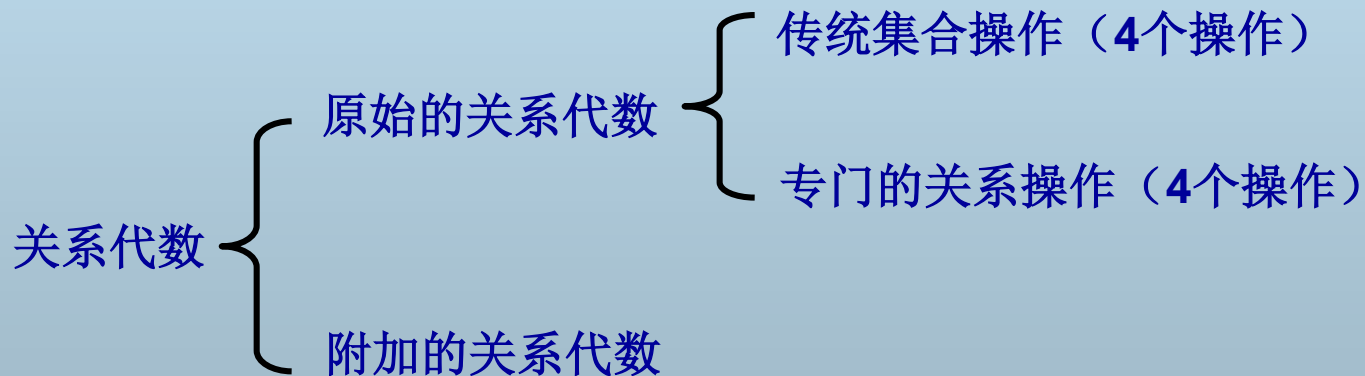 传统集合操作（4个操作）
原始的关系代数
专门的关系操作（4个操作）
关系代数
附加的关系代数